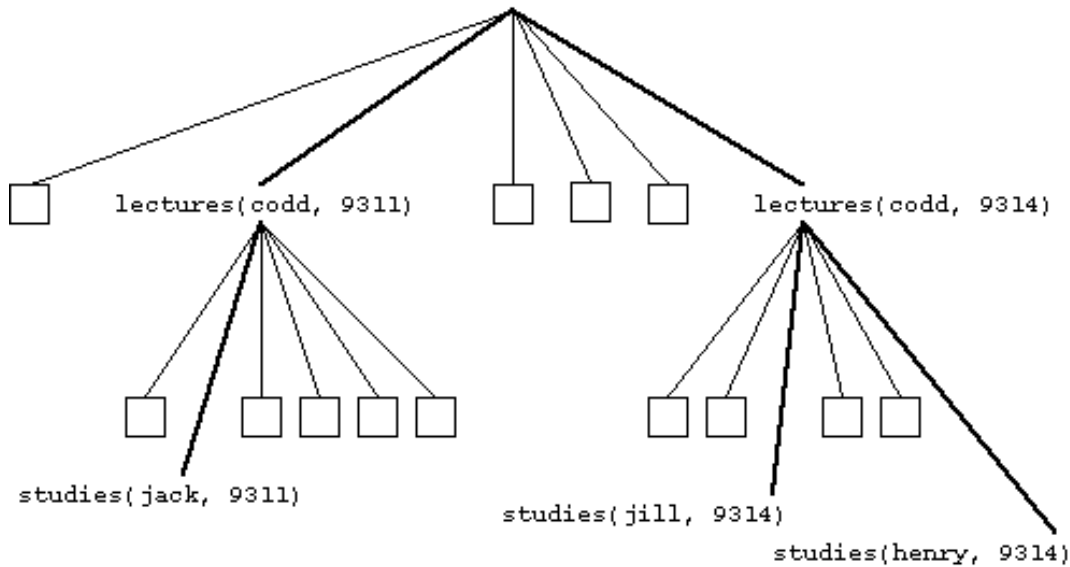 lectures(codd, 9311)
lectures(codd, 9314)
studies(jack, 9311)
studies(jill, 9314)
studies(henry, 9314)